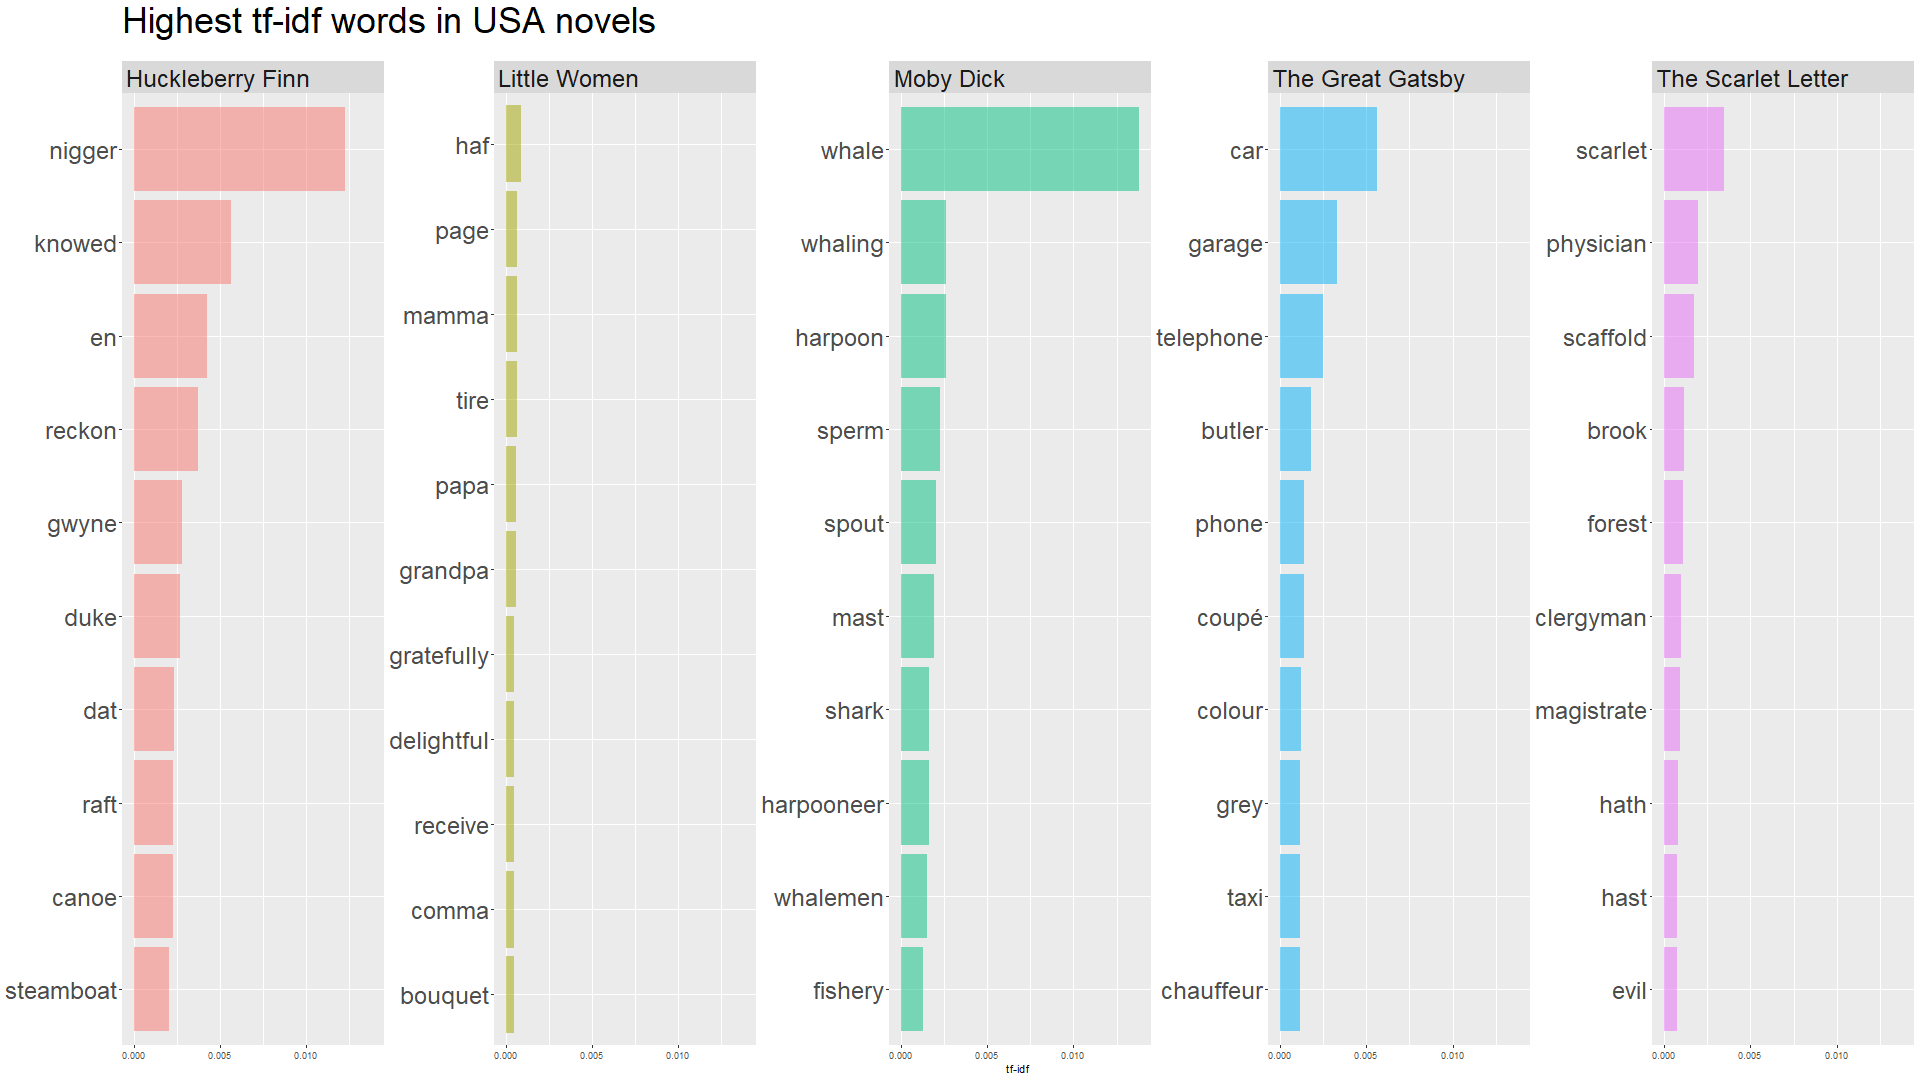 Highest tf-idf words in USA novels
Huckleberry Finn
nigger
knowed
en
reckon
gwyne
duke
dat
raft
canoe
steamboat
0.000 0.005 0.010
Little Women
haf
page
mamma
tire
papa
grandpa
gratefully
delightful
receive
comma
bouquet
0.000 0.005 0.010
Moby Dick
whale
whaling
harpoon
sperm
spout
mast
shark
harpooneer
whalemen
fishery
0.000 0.005 0.010
The Great Gatsby
car
garage
telephone
butler
phone
coupé
colour
grey
taxi
chauffeur
0.000 0.005 0.010
The Scarlet Letter
scarlet
physician
scaffold
brook
forest
clergyman
magistrate
hath
hast
evil
0.000 0.005 0.010
tf-idf